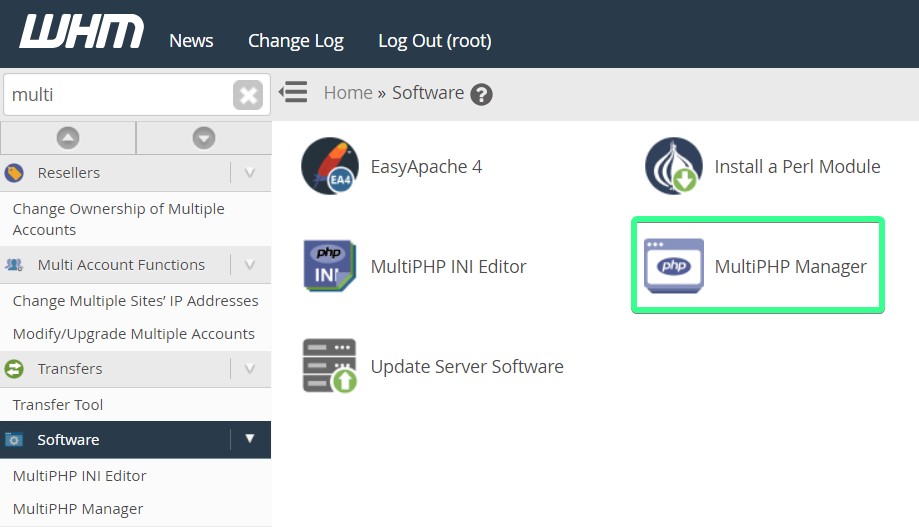 WHM
News
Change Log
Log Out (root)
multi
Home » Software ?
Resellers
Change Ownership of Multiple
Accounts
Multi Account Functions
Change Multiple Sites’ IP Addresses
Modify/Upgrade Multiple Accounts
Transfers
Transfer Tool
Software
MultiPHP INI Editor
MultiPHP Manager
EA4
EasyApache 4
Install a Perl Module
php
INI
MultiPHP INI Editor
php
MultiPHP Manager
Update Server Software